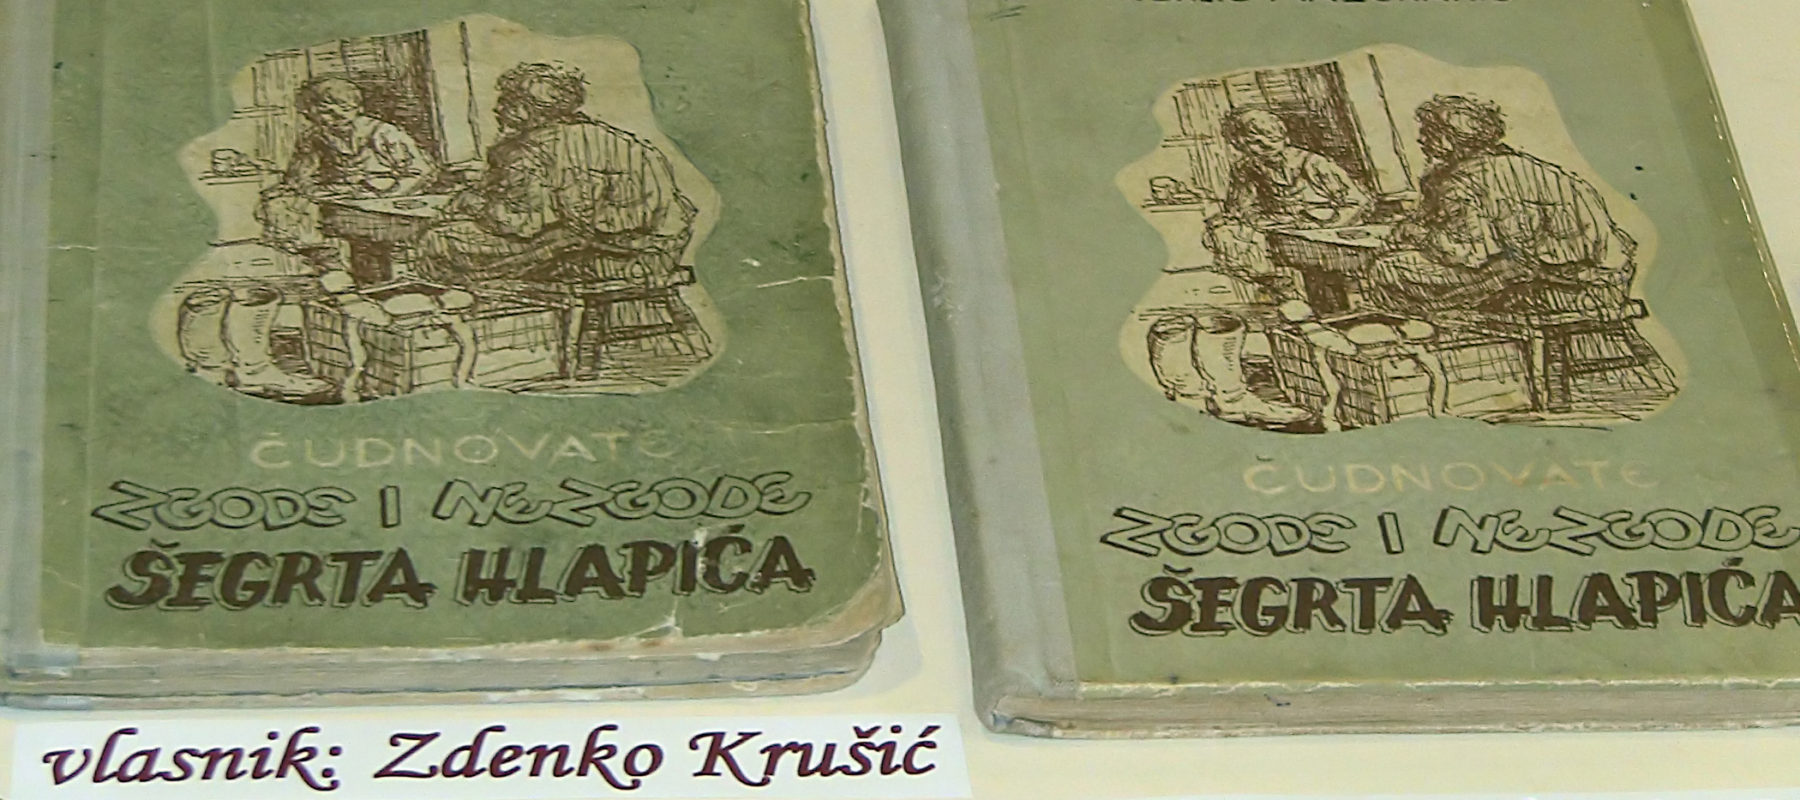 ČUDNOVATE
ZGODE I NEZGODE
ŠEGRTA HLAPIĆA
vlasnik: Zdenko Krušić
ČUDNOVATE
ZGODE I NEZGODE
ŠEGRTA HLAPIĆA